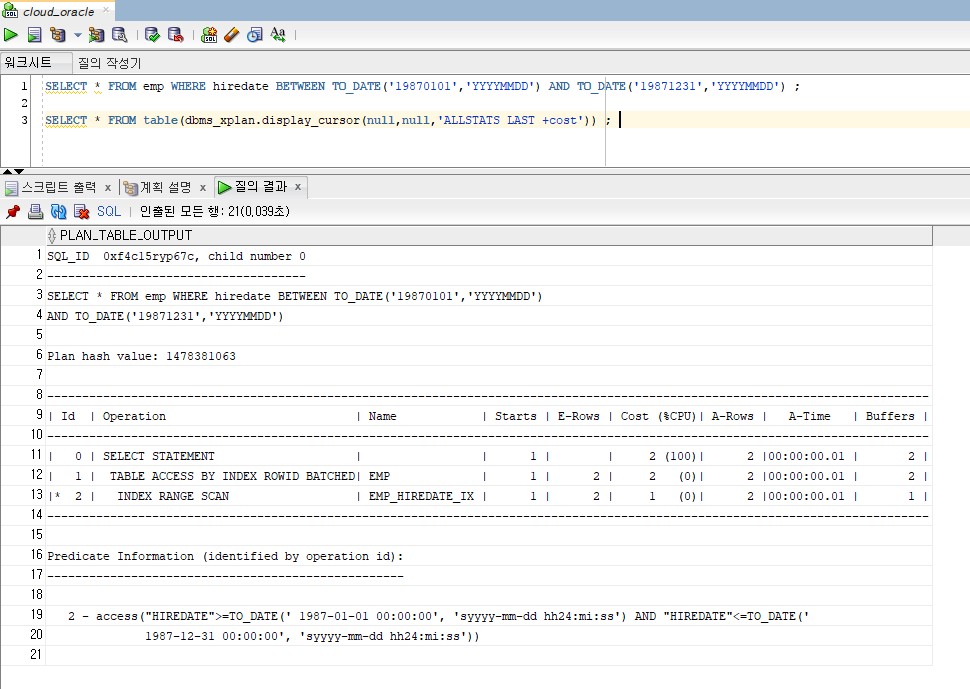 cloud_oracle
워크시트 질의 작성기
1 SELECT * FROM emp WHERE hiredate BETWEEN TO_DATE('19870101','YYYYMMDD') AND TO_DATE('19871231','YYYYMMDD') ;
2
3 SELECT * FROM table(dbms_xplan.display_cursor(null,null,'ALLSTATS LAST +cost')) ;
스크립트 출력 x 계획 설명 x 질의 결과 x
SQL | 인출된 모든 행: 21(0,039초)
PLAN_TABLE_OUTPUT
1 SQL_ID  0xf4c15ryp67c, child number 0
2 -------------------------------------
3 SELECT * FROM emp WHERE hiredate BETWEEN TO_DATE('19870101','YYYYMMDD')
4 AND TO_DATE('19871231','YYYYMMDD')
5
6 Plan hash value: 1478381063
7
8 --------------------------------------------------------------------------------------------------------------
9 | Id  | Operation                           | Name            | Starts | E-Rows | Cost (%CPU)| A-Rows |   A-Time   | Buffers |
10 --------------------------------------------------------------------------------------------------------------
11 |   0 | SELECT STATEMENT                    |                 |      1 |        |     2 (100)|      2 |00:00:00.01 |       2 |
12 |   1 |  TABLE ACCESS BY INDEX ROWID BATCHED| EMP             |      1 |      2 |     2   (0)|      2 |00:00:00.01 |       2 |
13 |*  2 |   INDEX RANGE SCAN                  | EMP_HIREDATE_IX |      1 |      2 |     1   (0)|      2 |00:00:00.01 |       1 |
14 --------------------------------------------------------------------------------------------------------------
15
16 Predicate Information (identified by operation id):
17 ---------------------------------------------------
18
19 2 - access("HIREDATE">=TO_DATE(' 1987-01-01 00:00:00', 'syyyy-mm-dd hh24:mi:ss') AND "HIREDATE"<=TO_DATE('
20 1987-12-31 00:00:00', 'syyyy-mm-dd hh24:mi:ss'))
21